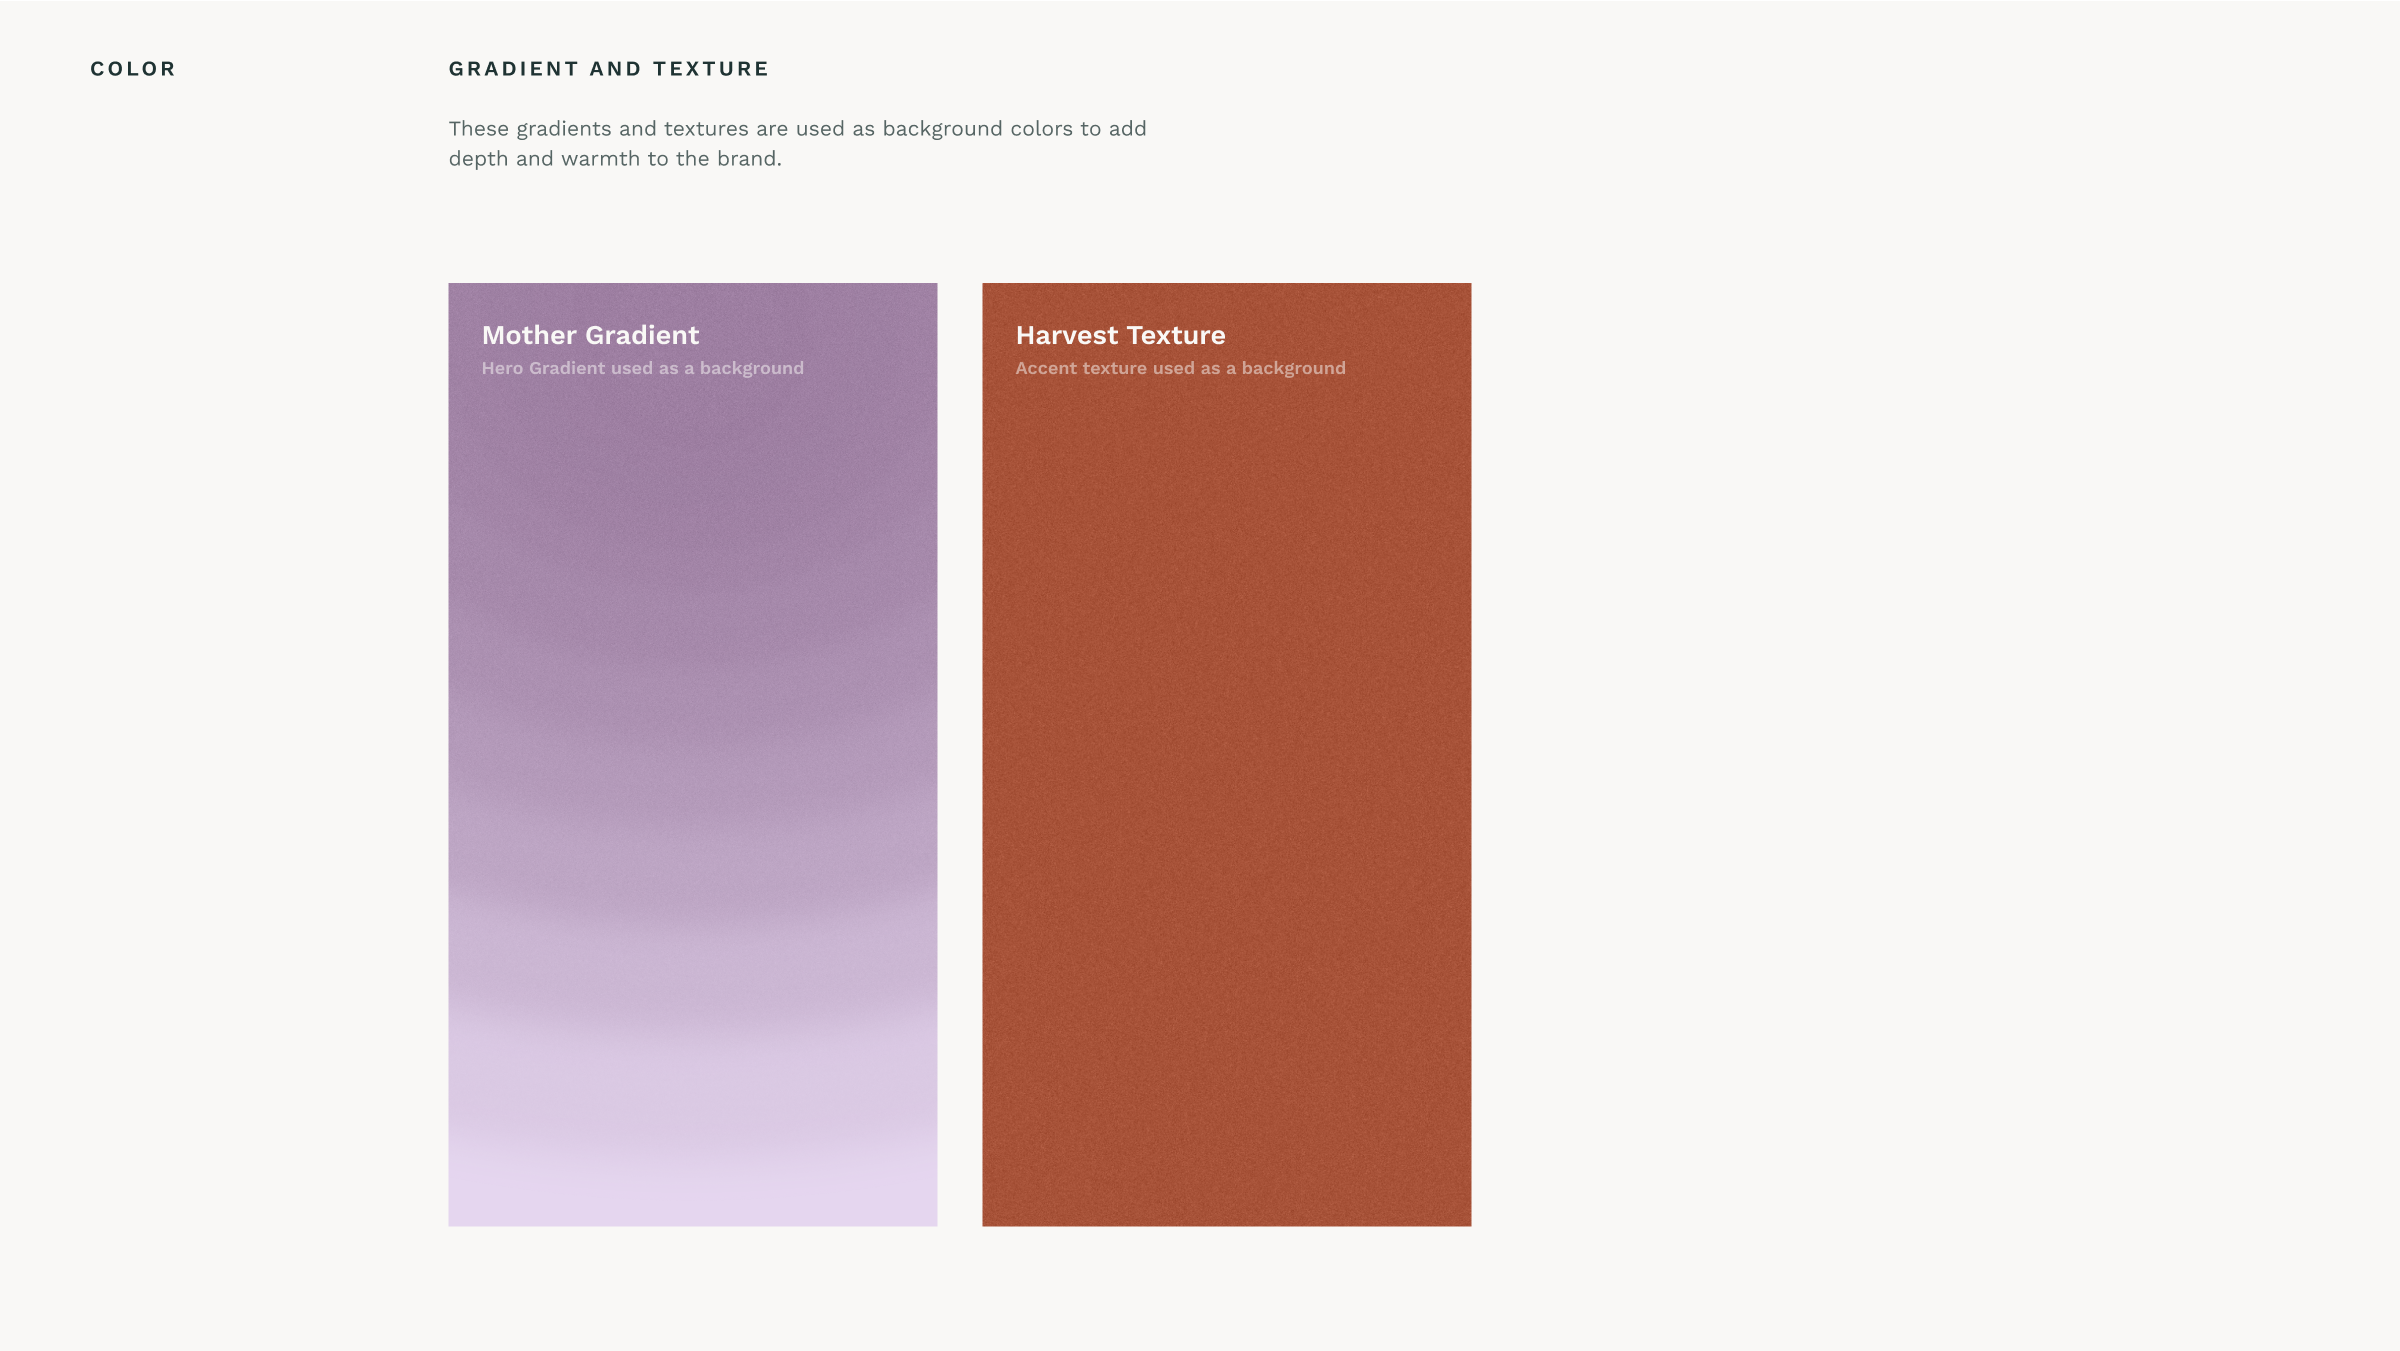 COLOR
GRADIENT AND TEXTURE
These gradients and textures are used as background colors to add
depth and warmth to the brand.
Mother Gradient
Hero Gradient used as a background
Harvest Texture
Accent texture used as a background